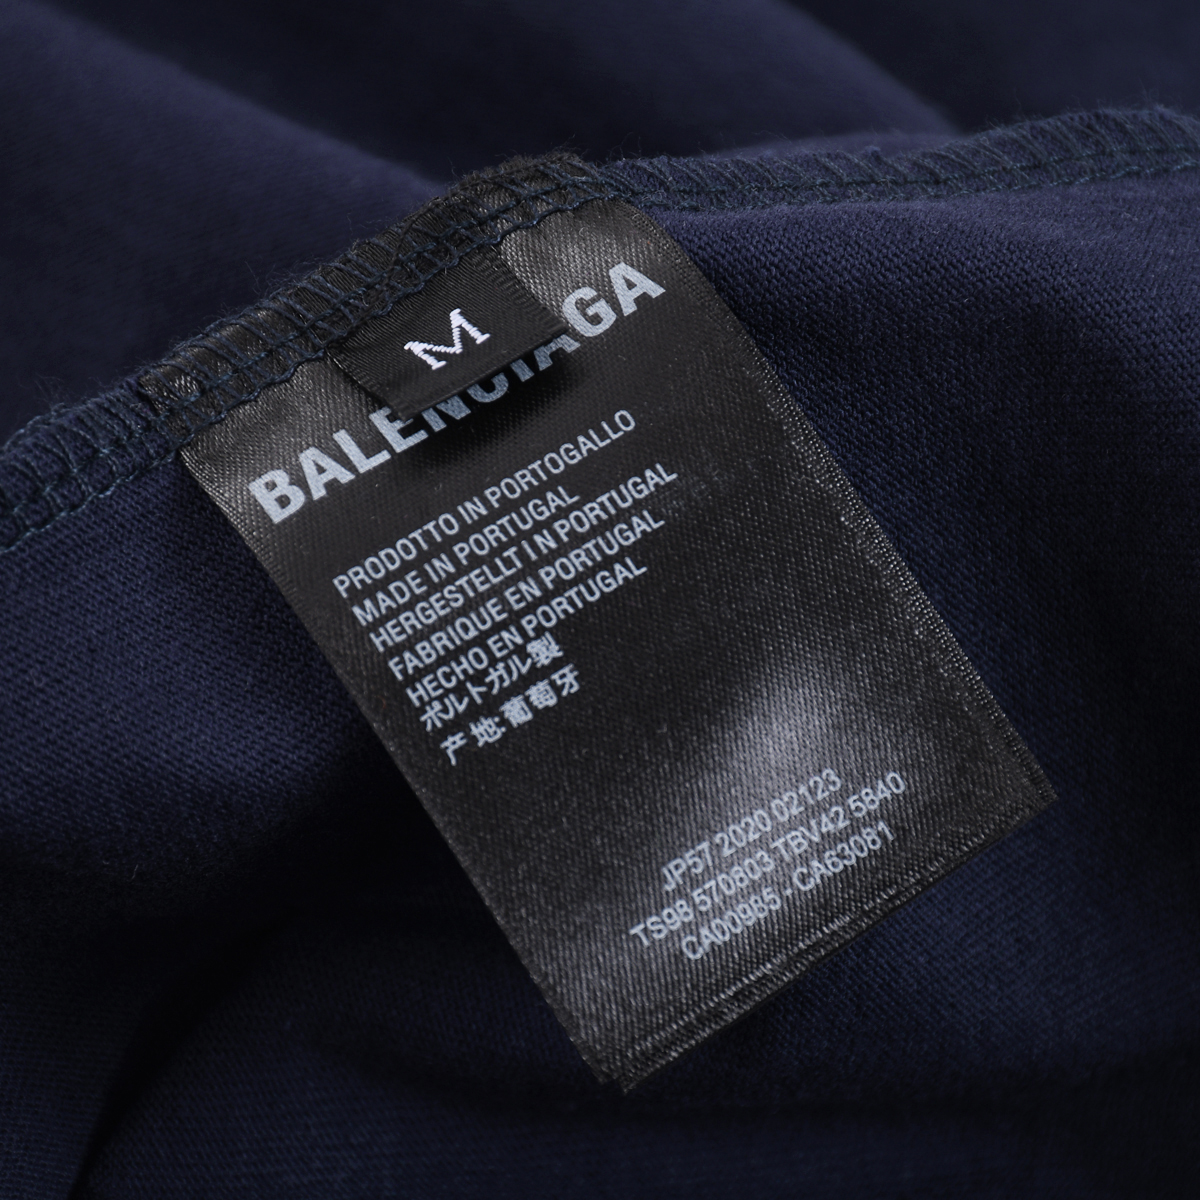 M
BALENCIAGA
PRODOTTO IN PORTOGALLO
MADE IN PORTUGAL
HERGESTELLT IN PORTUGAL
FABRIQUE EN PORTUGAL
HECHO EN PORTUGAL
ポルトガル製
产地:葡萄牙
JP57 2020 02123
TS98 570803 TBV42 5840
CA00985 - CA63081